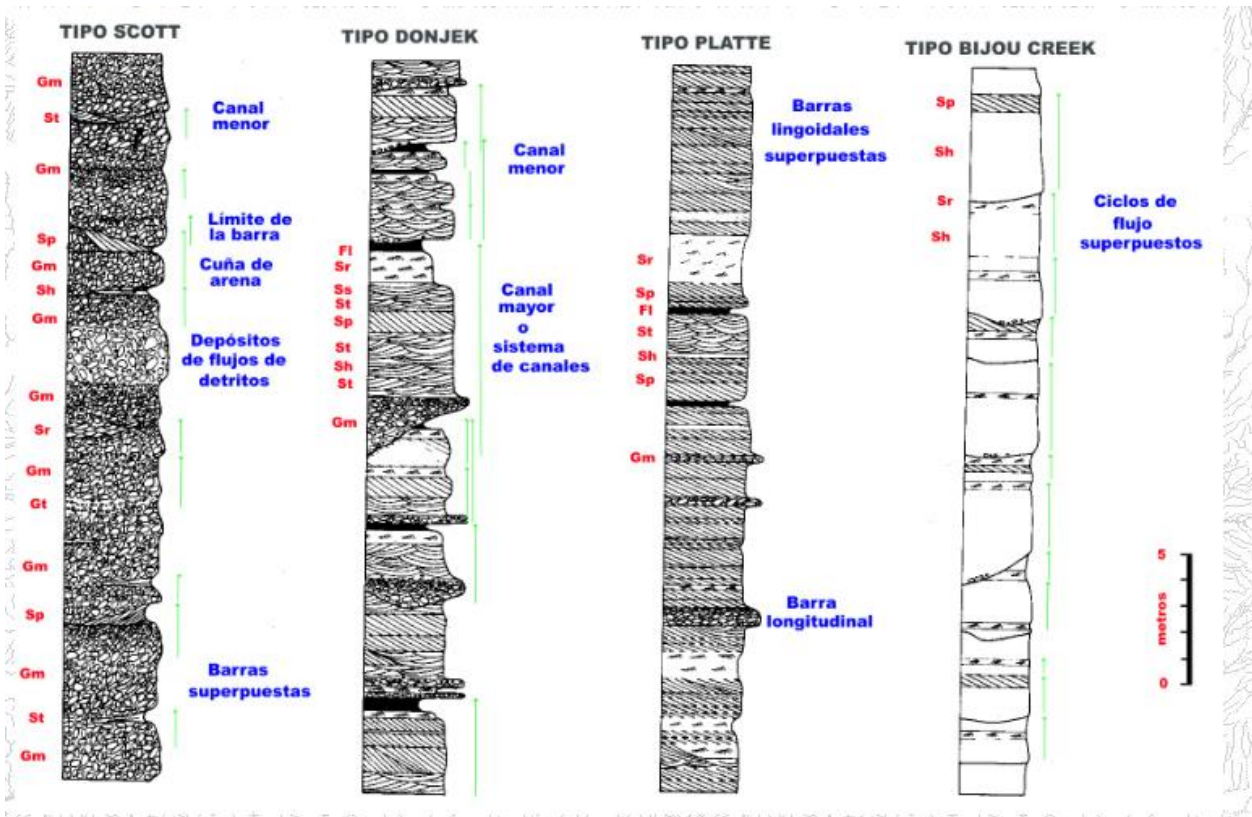 TIPO SCOTT
Gm
St
Gm
Sp
Gm
Sh
Gm
Gm
Sr
Gm
Gt
Gm
Sp
Gm
St
Gm
Canal
menor
Límite de
la barra
Cuña de
arena
Depósitos
de flujos de
detritos
Barras
superpuestas
TIPO DONJEK
Fl
Sr
Ss
St
Sp
St
Sh
St
Gm
Canal
menor
Canal
mayor
o
sistema
de canales
TIPO PLATTE
Sr
Sp
Fl
St
Sh
Sp
Gm
Barras
lingoidales
superpuestas
Barra
longitudinal
TIPO BIJOU CREEK
Sp
Sh
Sr
Sh
Ciclos de
flujo
superpuestos
5
metros
0